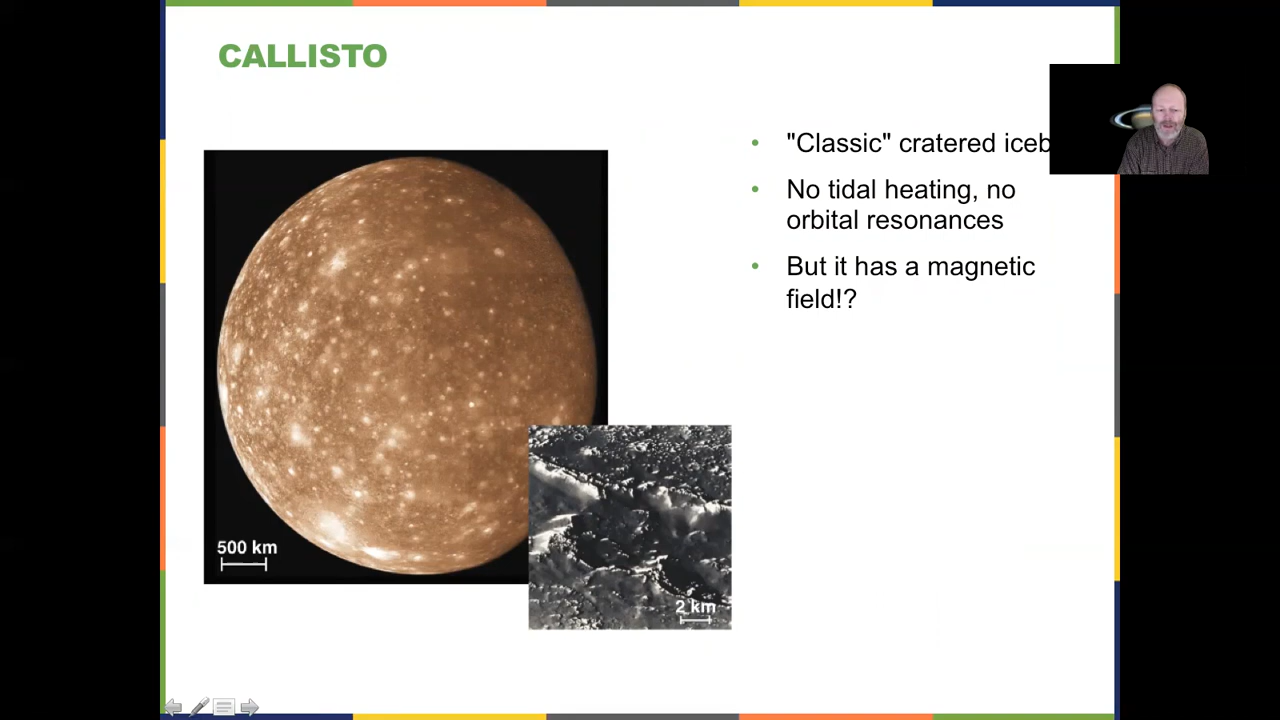 CALLISTO
"Classic" cratered iceb
No tidal heating, no
orbital resonances
But it has a magnetic
field!?
500 km
2 km